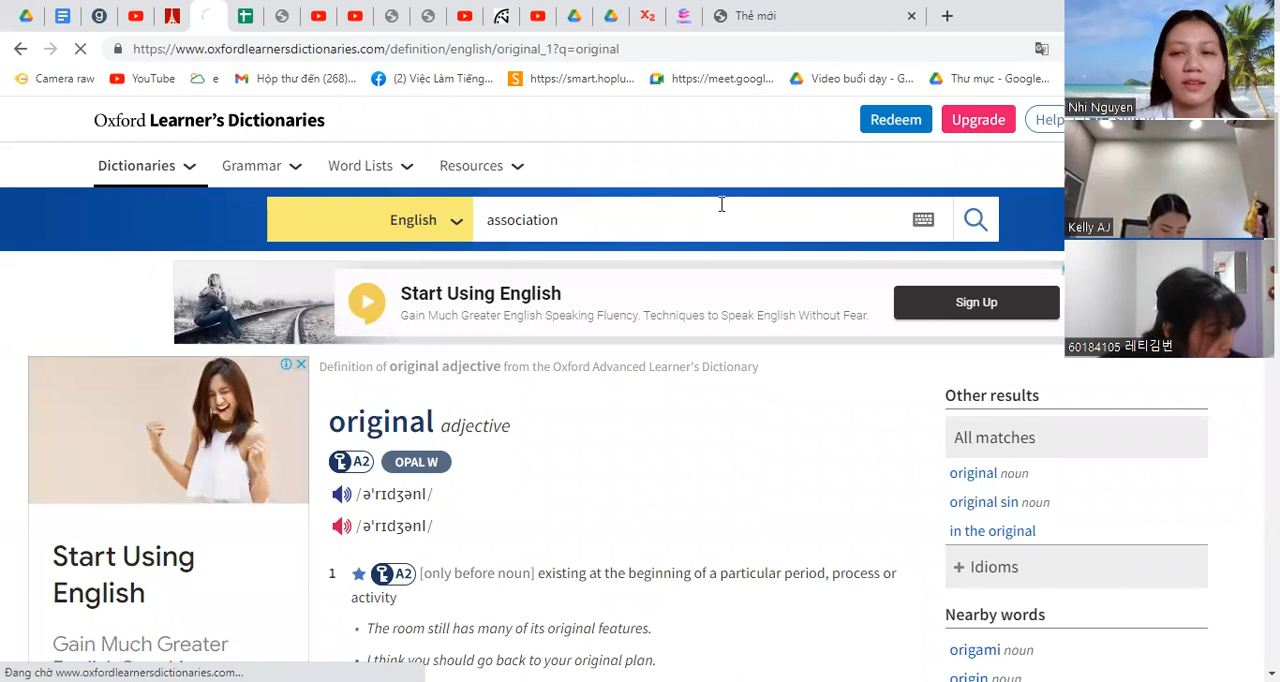 X2
Thẻ mới
https://www.oxfordlearnersdictionaries.com/definition/english/original_1?q=original
Camera raw
YouTube
e
Hộp thư đến (268)...
(2) Việc Làm Tiếng...
https://smart.hoplu...
https://meet.googl...
Video buổi dạy - G...
Thư mục - Google...
Nhi Nguyen
Oxford Learner's Dictionaries
Redeem
Upgrade
Help
Dictionaries
Grammar
Word Lists
Resources
English
association
Kelly AJ
Start Using English
Gain Much Greater English Speaking Fluency. Techniques to Speak English Without Fear.
Sign Up
60184105 레티김번
Definition of original adjective from the Oxford Advanced Learner's Dictionary
original adjective
A2
OPAL W
/əˈrɪdʒənl/
/əˈrɪdʒənl/
1 A2 [only before noun] existing at the beginning of a particular period, process or
activity
• The room still has many of its original features.
• I think you should go back to your original plan.
Other results
All matches
original noun
original sin noun
in the original
+ Idioms
Nearby words
origami noun
origin noun
Start Using
English
Gain Much Greater
Đang chờ www.oxfordlearnersdictionaries.com...